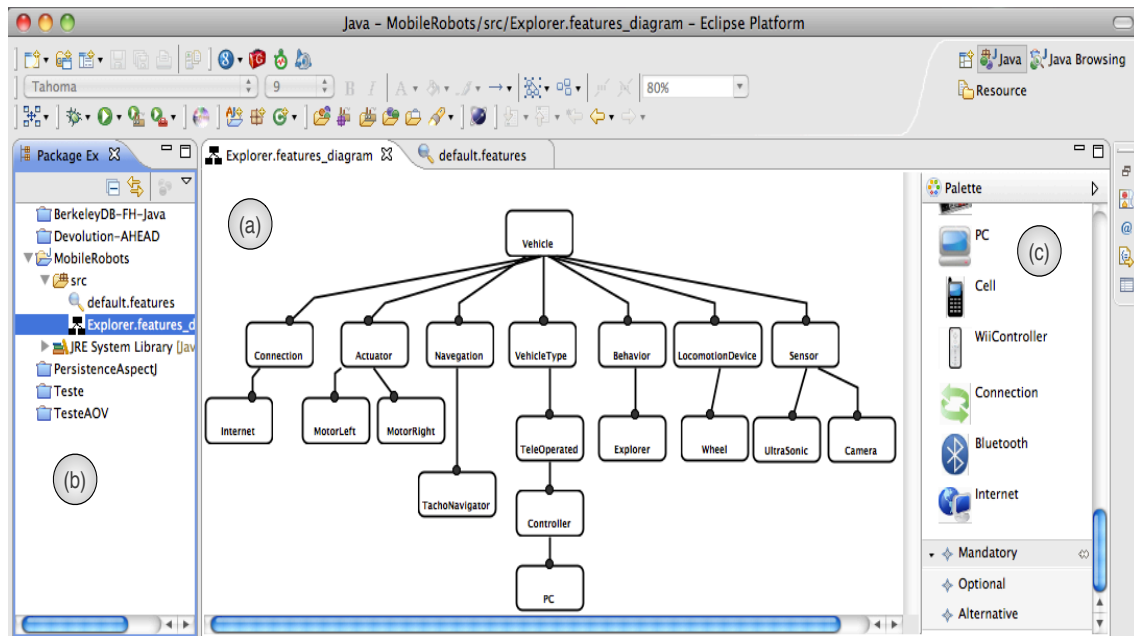 Java – MobileRobots/src/Explorer.features_diagram – Eclipse Platform
Java
Java Browsing
Tahoma
9
B I
A
80%
Resource
Package Ex
Explorer.features_diagram
default.features
BerkeleyDB-FH-Java
Devolution-AHEAD
MobileRobots
src
default.features
Explorer.features_d
JRE System Library [Jav
PersistenceAspectJ
Teste
TesteAOV
(b)
(a)
Vehicle
Connection
Actuator
Navegation
VehicleType
Behavior
LocomotionDevice
Sensor
Internet
MotorLeft
MotorRight
TeleOperated
Explorer
Wheel
UltraSonic
Camera
TachoNavigator
Controller
PC
Palette
PC
(c)
Cell
WiiController
Connection
Bluetooth
Internet
Mandatory
Optional
Alternative